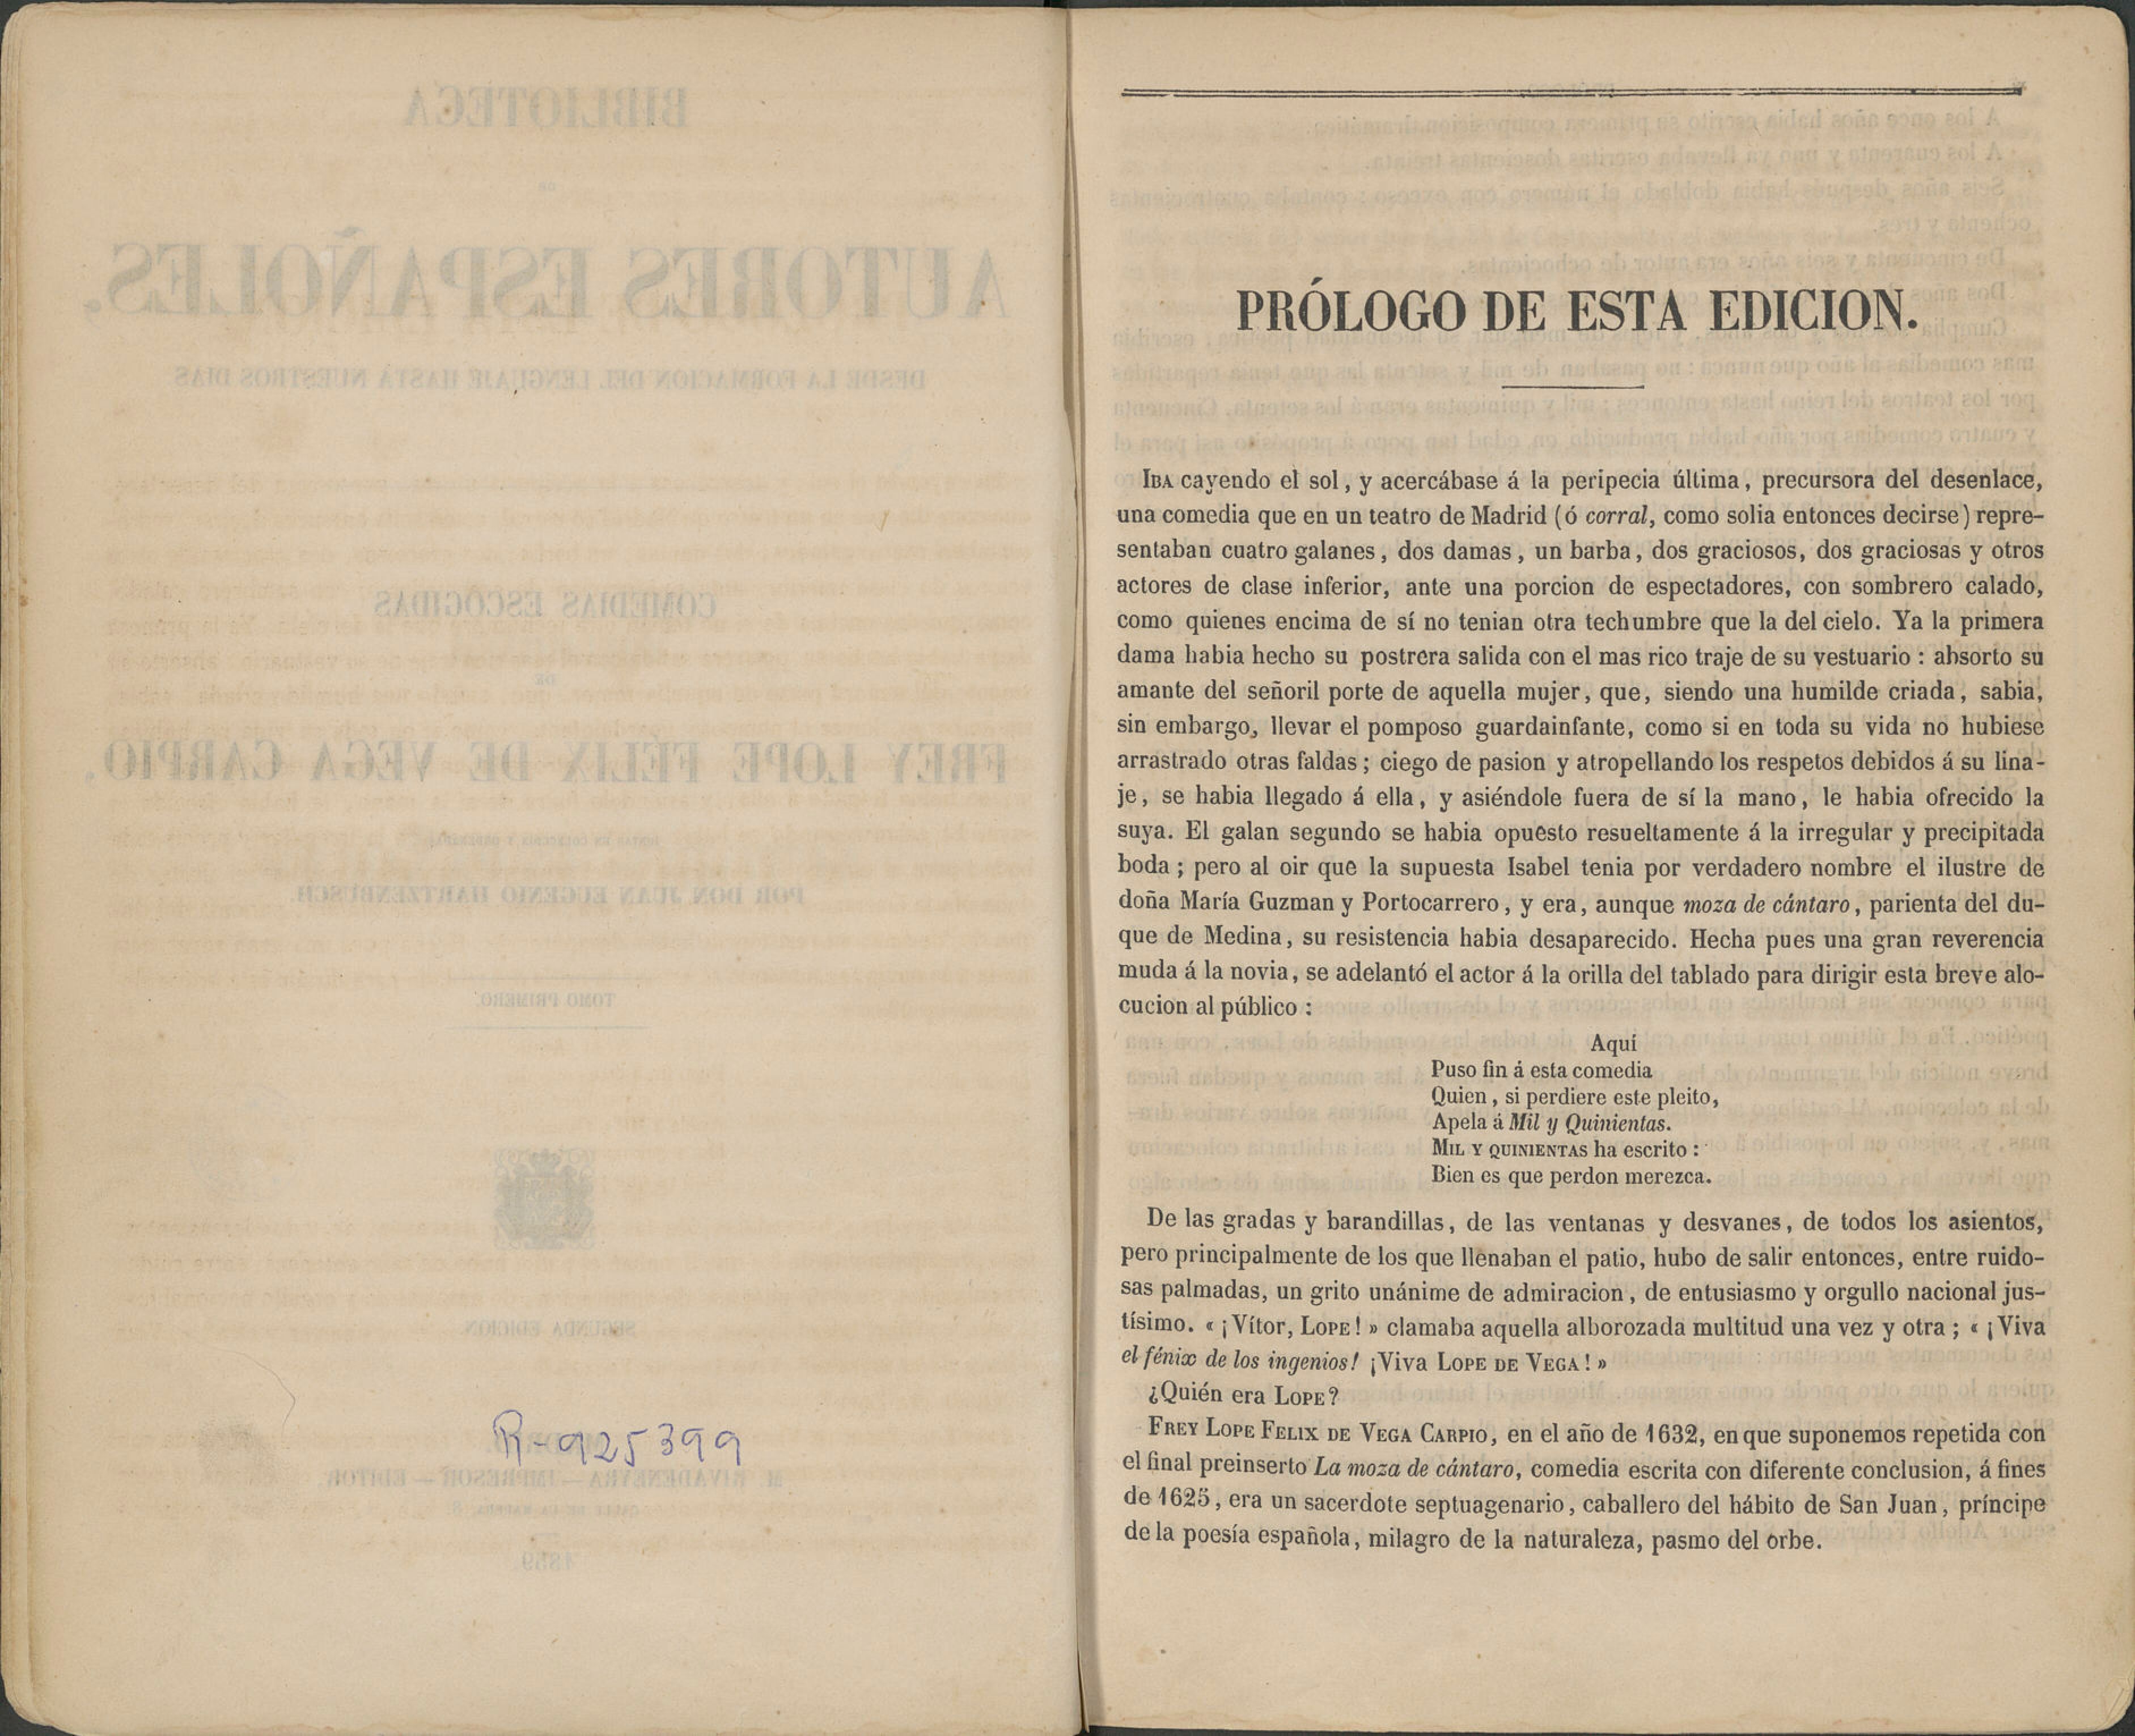 R-925399
PRÓLOGO DE ESTA EDICION.
IBA cayendo el sol, y acercábase á la peripecia última, precursora del desenlace,
una comedia que en un teatro de Madrid (ó corral, como solia entonces decirse) repre-
sentaban cuatro galanes, dos damas, un barba, dos graciosos, dos graciosas y otros
actores de clase inferior, ante una porcion de espectadores, con sombrero calado,
como quienes encima de sí no tenian otra techumbre que la del cielo. Ya la primera
dama habia hecho su postrera salida con el mas rico traje de su vestuario : absorto su
amante del señoril porte de aquella mujer, que, siendo una humilde criada, sabia,
sin embargo, llevar el pomposo guardainfante, como si en toda su vida no hubiese
arrastrado otras faldas; ciego de pasion y atropellando los respetos debidos á su lina-
je, se habia llegado á ella, y asiéndole fuera de sí la mano, le habia ofrecido la
suya. El galan segundo se habia opuesto resueltamente á la irregular y precipitada
boda; pero al oir que la supuesta Isabel tenia por verdadero nombre el ilustre de
doña María Guzman y Portocarrero, y era, aunque moza de cántaro, parienta del du-
que de Medina, su resistencia habia desaparecido. Hecha pues una gran reverencia
muda á la novia, se adelantó el actor á la orilla del tablado para dirigir esta breve alo-
cucion al público :
Aquí
Puso fin á esta comedia
Quien, si perdiere este pleito,
Apela á Mil y Quinientas.
MIL Y QUINIENTAS ha escrito :
Bien es que perdon merezca.
De las gradas y barandillas, de las ventanas y desvanes, de todos los asientos,
pero principalmente de los que llenaban el patio, hubo de salir entonces, entre ruido-
sas palmadas, un grito unánime de admiracion, de entusiasmo y orgullo nacional jus-
tísimo. « ¡Vítor, LOPE! » clamaba aquella alborozada multitud una vez y otra; « ¡Viva
el fénix de los ingenios! ¡Viva LOPE DE VEGA! »
¿Quién era LOPE?
FREY LOPE FELIX DE VEGA CARPIO, en el año de 1632, en que suponemos repetida con
el final preinserto La moza de cántaro, comedia escrita con diferente conclusion, á fines
de 1625, era un sacerdote septuagenario, caballero del hábito de San Juan, príncipe
de la poesía española, milagro de la naturaleza, pasmo del orbe.